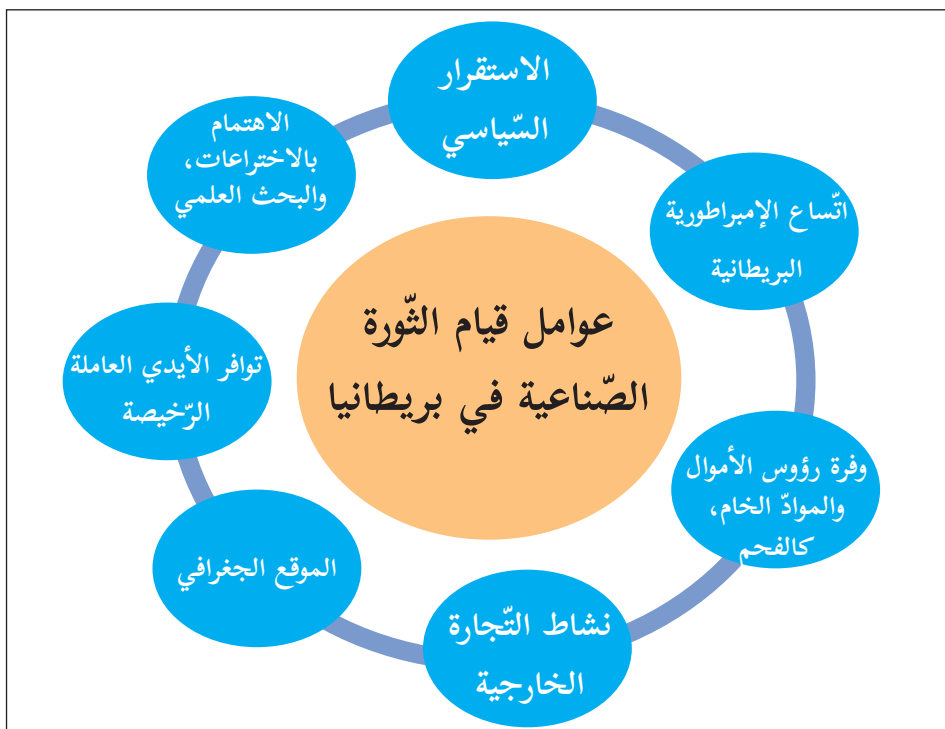 عوامل قيام الثّورة
الصّناعية في بريطانيا
الاستقرار
السّياسي
اتّساع الإمبراطورية
البريطانية
وفرة رؤوس الأموال
والموادّ الخام،
كالفحم
نشاط التّجارة
الخارجية
الموقع الجغرافي
توافر الأيدي العاملة
الرّخيصة
الاهتمام
بالاختراعات،
والبحث العلمي